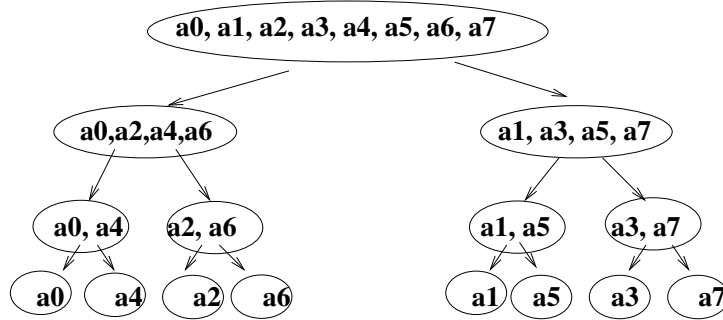 a0, a1, a2, a3, a4, a5, a6, a7
a0,a2,a4,a6
a1, a3, a5, a7
a0, a4
a2, a6
a1, a5
a3, a7
a0
a4
a2
a6
a1
a5
a3
a7